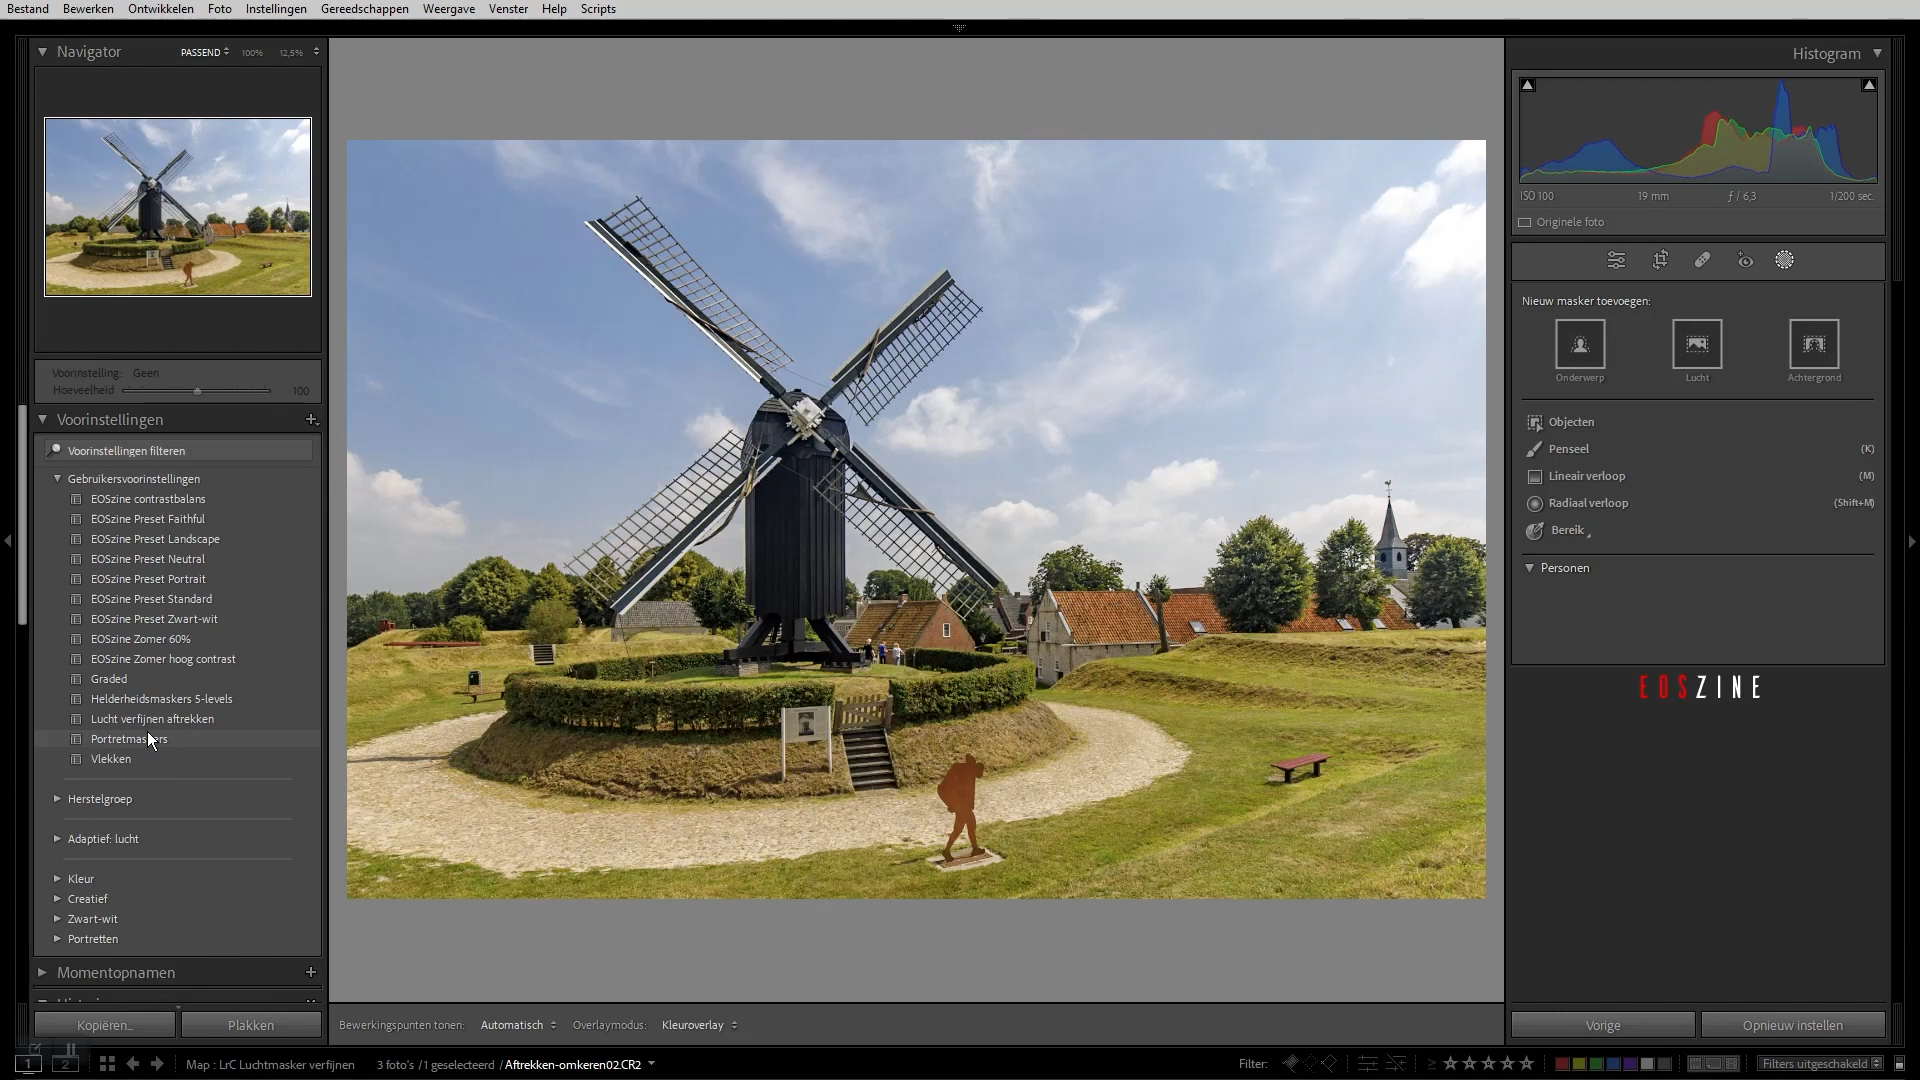 Bestand Bewerken Ontwikkelen Foto Instellingen Gereedschappen Weergave Venster Help Scripts
Navigator PASSEND 100% 12,5%
Voorinstelling: Geen
Hoeveelheid 100
Voorinstellingen
Voorinstellingen filteren
Gebruikersvoorinstellingen
EOSzine contrastbalans
EOSzine Preset Faithful
EOSzine Preset Landscape
EOSzine Preset Neutral
EOSzine Preset Portrait
EOSzine Preset Standard
EOSzine Preset Zwart-wit
EOSzine Zomer 60%
EOSzine Zomer hoog contrast
Graded
Helderheidsmaskers 5-levels
Lucht verfijnen aftrekken
Portretmaskers
Vlekken
Herstelgroep
Adaptief: lucht
Kleur
Creatief
Zwart-wit
Portretten
Momentopnamen
Kopiëren... Plakken
Bewerkingspunten tonen: Automatisch Overlaymodus: Kleuroverlay
Histogram
ISO 100 19 mm ƒ / 6,3 1/200 sec.
Originele foto
Nieuw masker toevoegen:
Onderwerp Lucht Achtergrond
Objecten
Penseel (K)
Lineair verloop (M)
Radiaal verloop (Shift+M)
Bereik
Personen
EOSZINE
Vorige Opnieuw instellen
1 2 Map : LrC Luchtmasker verfijnen 3 foto's /1 geselecteerd / Aftrekken-omkeren02.CR2 Filter: ≥ Filters uitgeschakeld